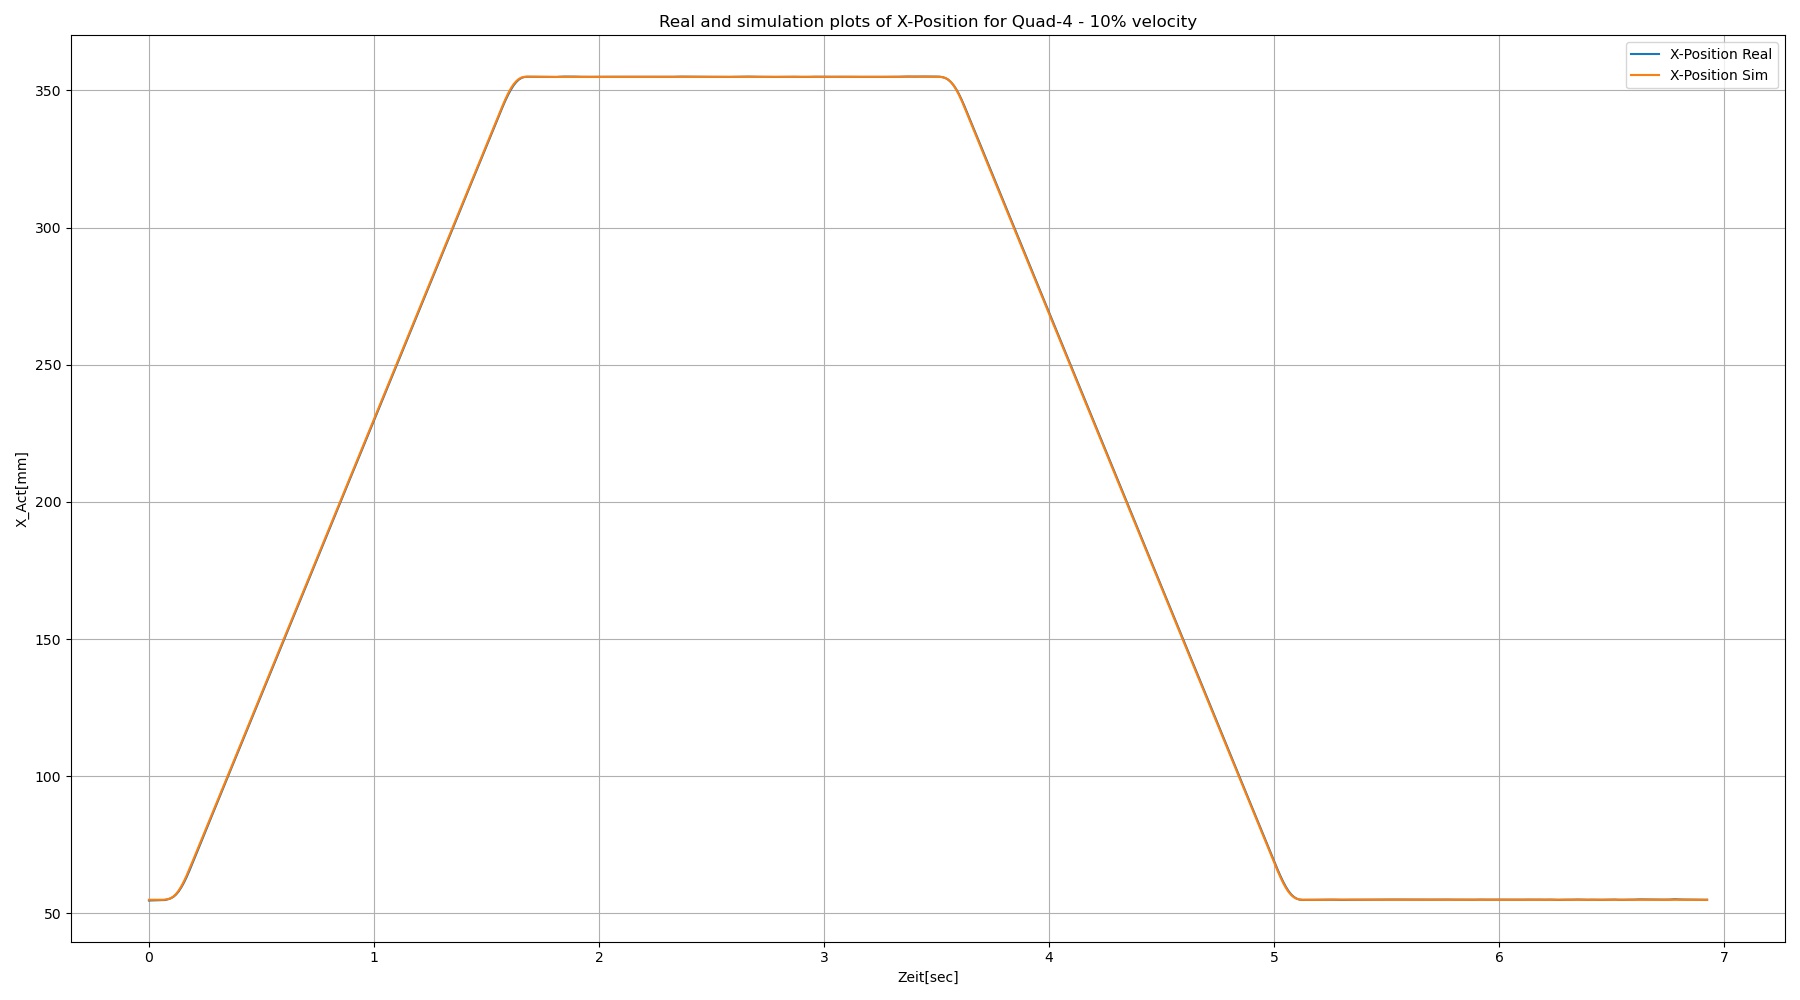 Real and simulation plots of X-Position for Quad-4 - 10% velocity
X-Position Real
X-Position Sim
350
300
250
200
150
100
50
X_Act[mm]
0 1 2 3 4 5 6 7
Zeit[sec]